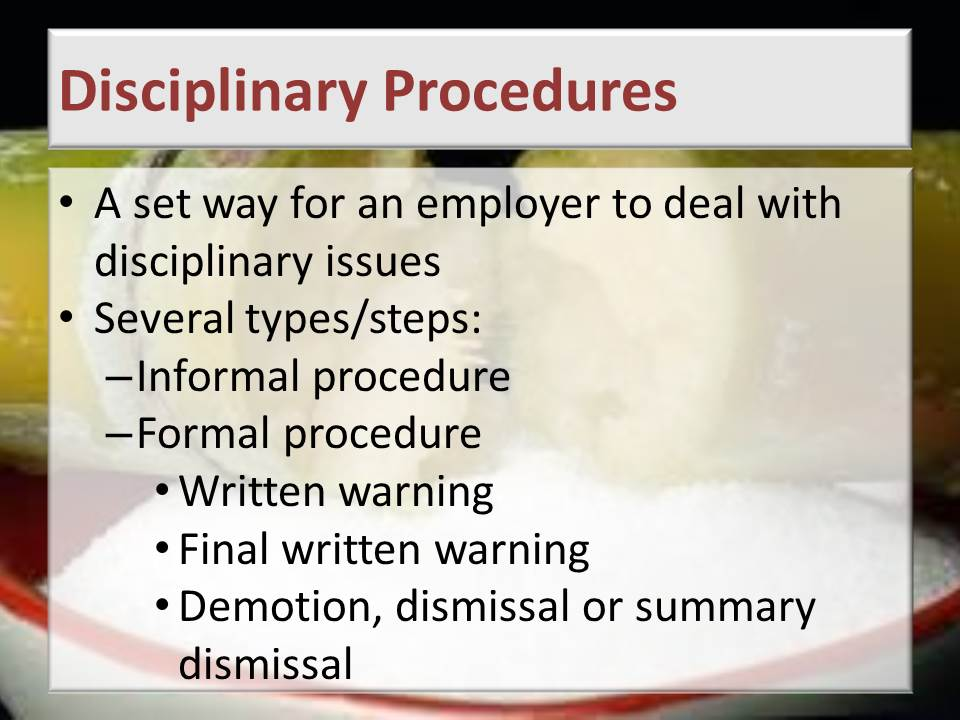 Disciplinary Procedures
• A set way for an employer to deal with
disciplinary issues
• Several types/steps:
–Informal procedure
–Formal procedure
• Written warning
• Final written warning
• Demotion, dismissal or summary
dismissal